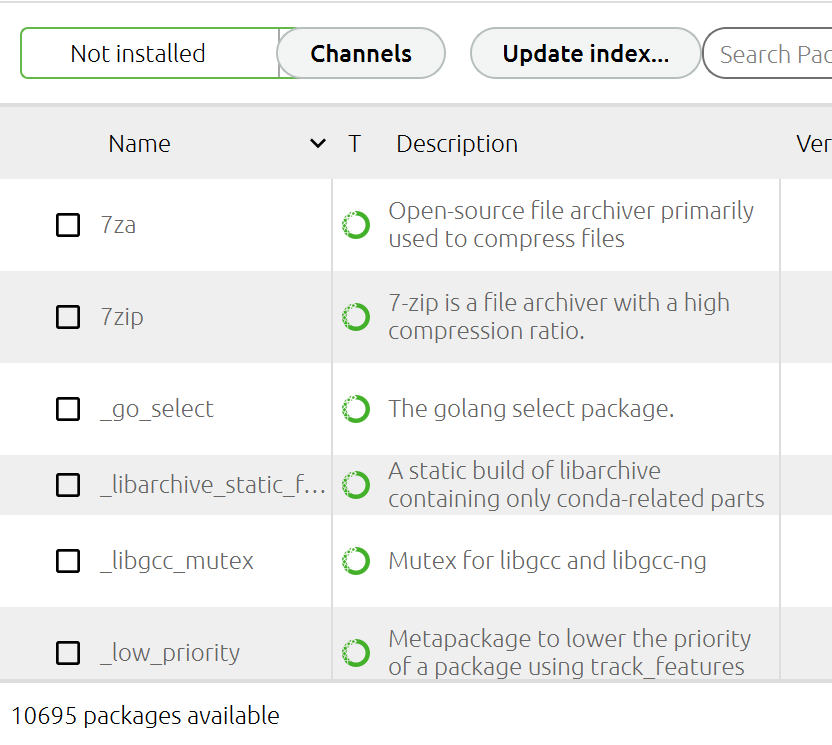 Not installed Channels Update index... Search Pac
Name T Description Ver
7za Open-source file archiver primarily
used to compress files
7zip 7-zip is a file archiver with a high
compression ratio.
_go_select The golang select package.
_libarchive_static_f... A static build of libarchive
containing only conda-related parts
_libgcc_mutex Mutex for libgcc and libgcc-ng
_low_priority Metapackage to lower the priority
of a package using track_features
10695 packages available